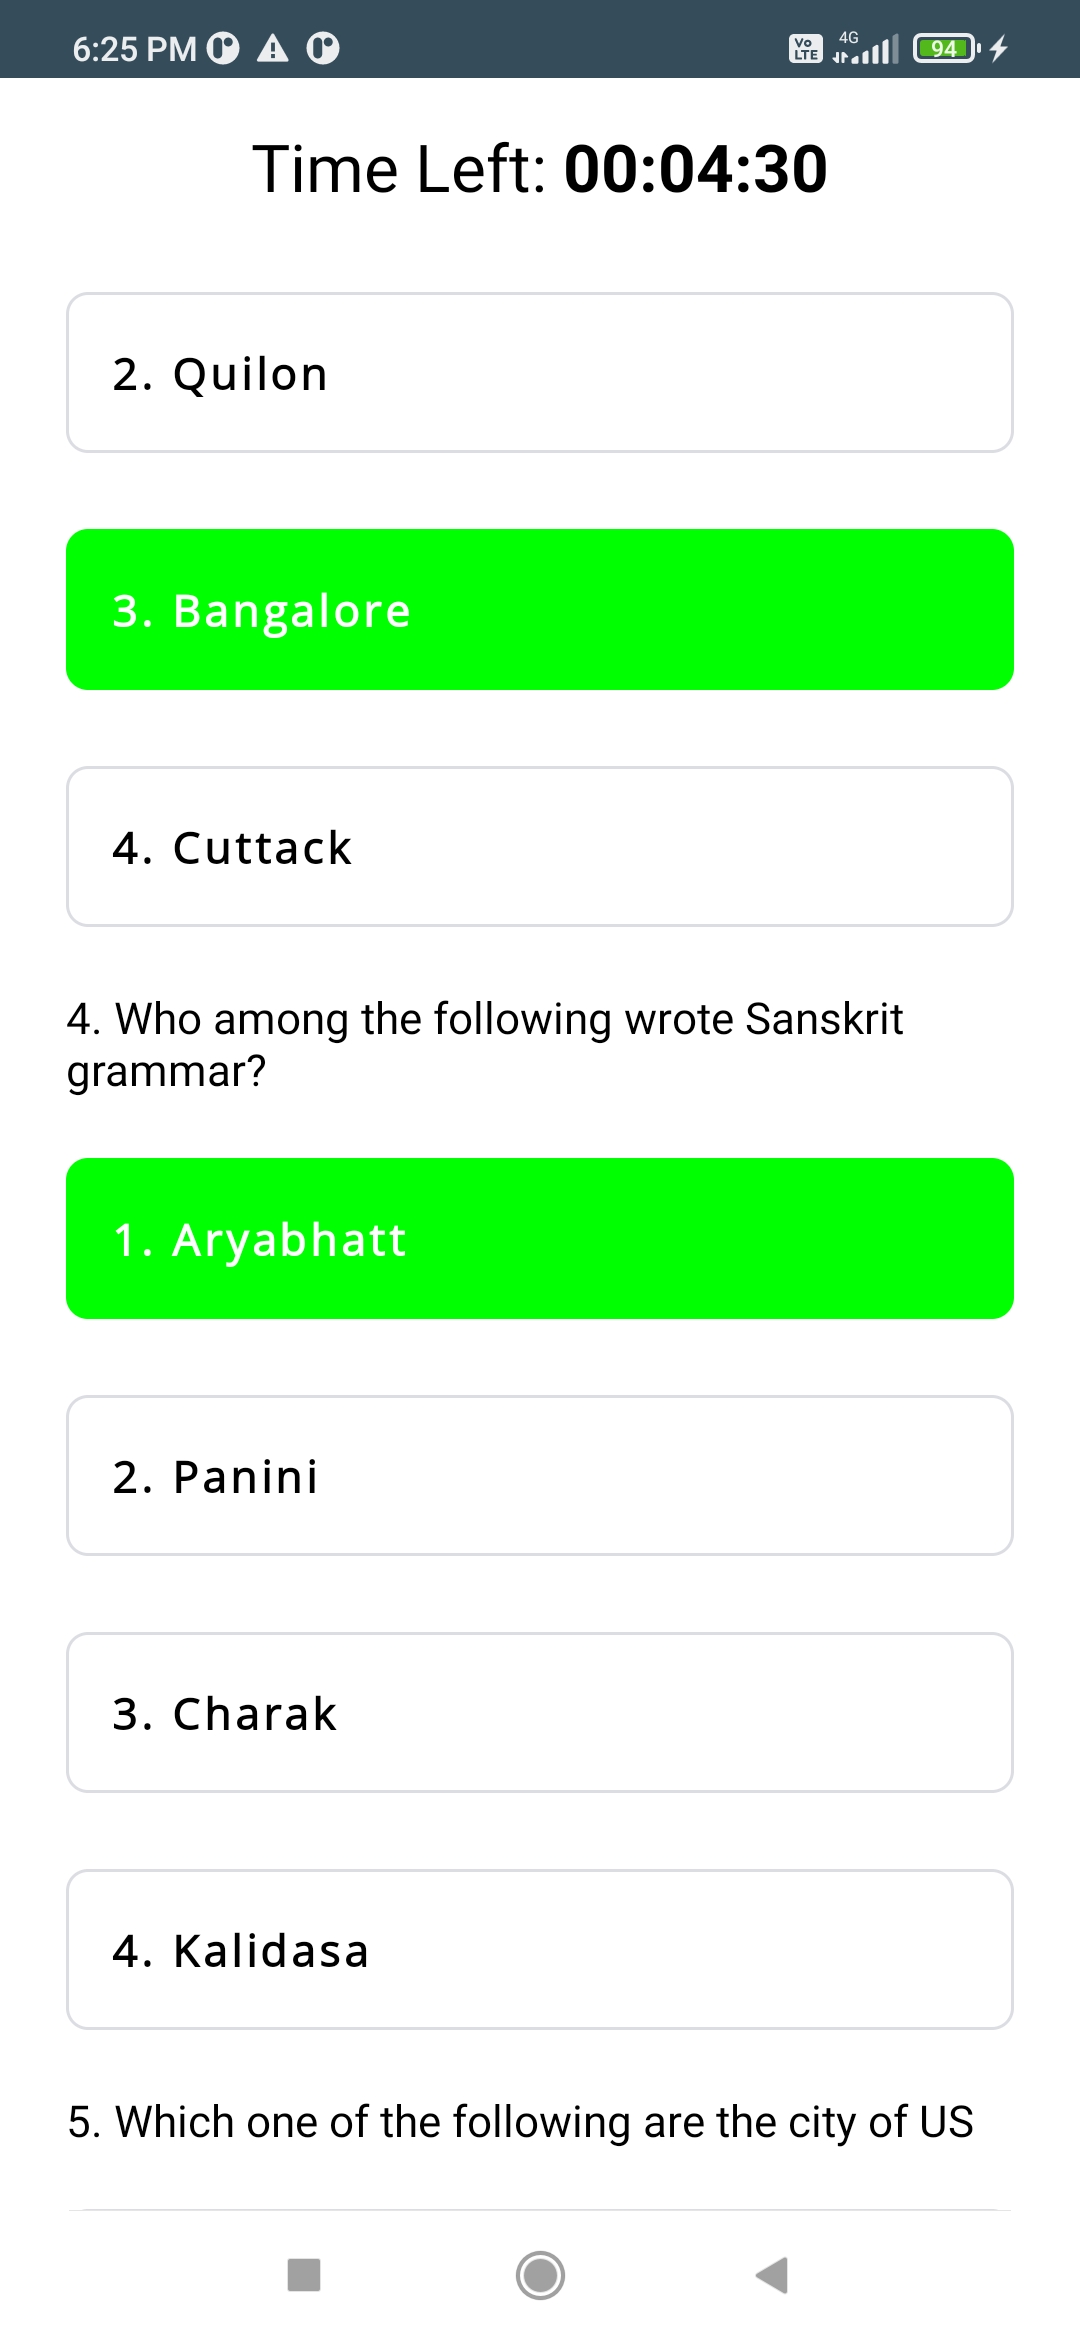 6:25 PM
Vo LTE 4G 94
Time Left: 00:04:30
2. Quilon
3. Bangalore
4. Cuttack
4. Who among the following wrote Sanskrit
grammar?
1. Aryabhatt
2. Panini
3. Charak
4. Kalidasa
5. Which one of the following are the city of US